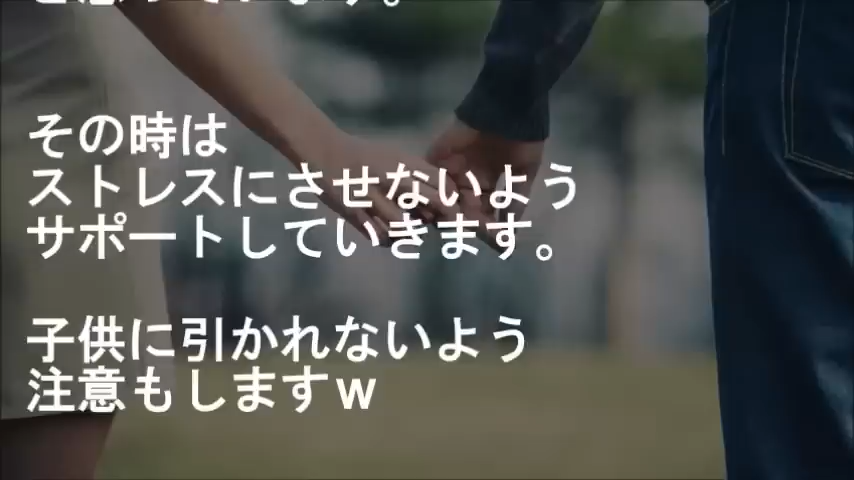 その時は
ストレスにさせないよう
サポートしていきます。
子供に引かれないよう
注意もしますｗ